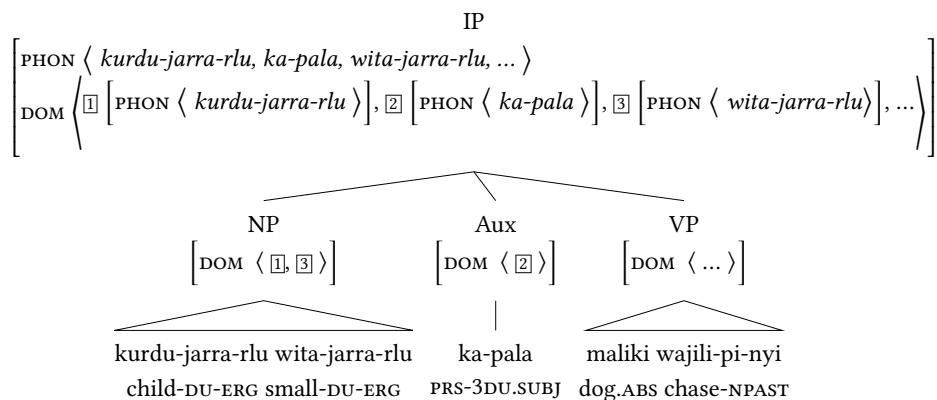 IP
PHON ⟨ kurdu-jarra-rlu, ka-pala, wita-jarra-rlu, ... ⟩
DOM ⟨ 1 [PHON ⟨ kurdu-jarra-rlu ⟩], 2 [PHON ⟨ ka-pala ⟩], 3 [PHON ⟨ wita-jarra-rlu⟩], ... ⟩
NP Aux VP
[DOM ⟨ 1, 3 ⟩] [DOM ⟨ 2 ⟩] [DOM ⟨ ... ⟩]
kurdu-jarra-rlu wita-jarra-rlu ka-pala maliki wajili-pi-nyi
child-DU-ERG small-DU-ERG PRS-3DU.SUBJ dog.ABS chase-NPAST